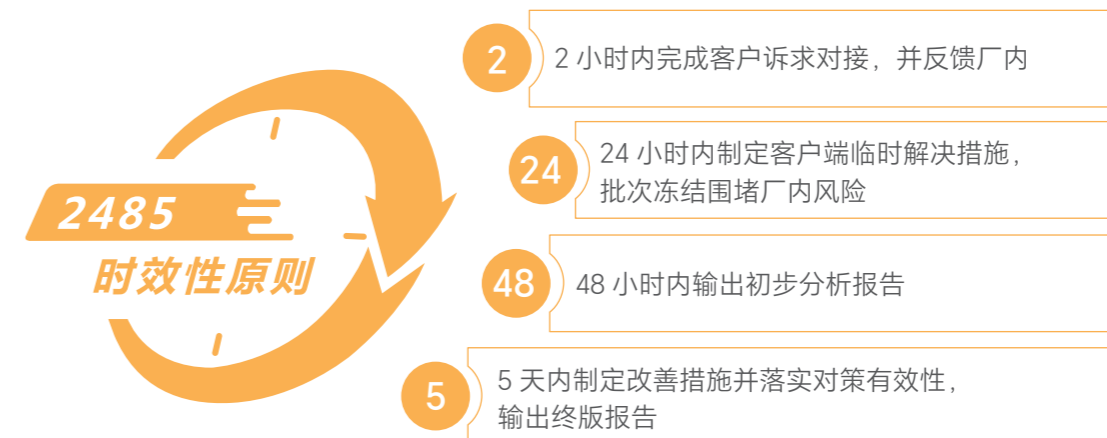 2485
时效性原则
2
2 小时内完成客户诉求对接，并反馈厂内
24
24 小时内制定客户端临时解决措施，
批次冻结围堵厂内风险
48
48 小时内输出初步分析报告
5
5 天内制定改善措施并落实对策有效性，
输出终版报告